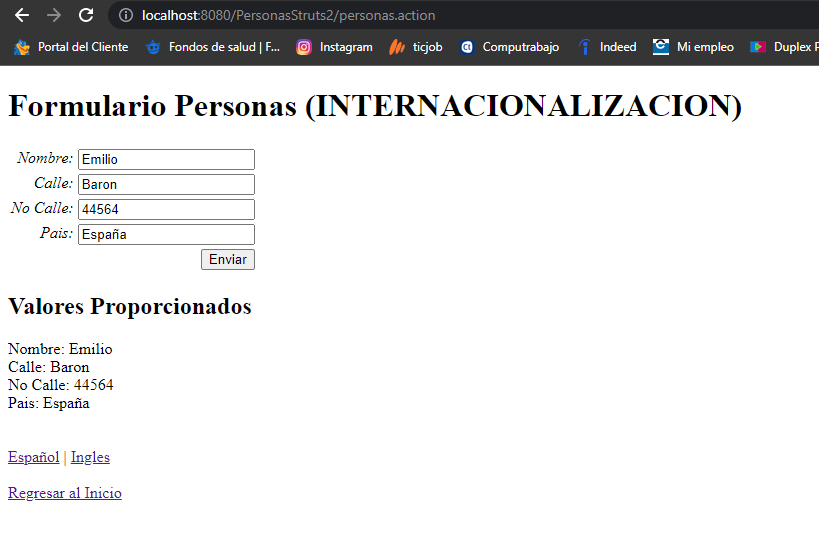 localhost:8080/PersonasStruts2/personas.action
Portal del Cliente Fondos de salud | F... Instagram ticjob Computrabajo Indeed Mi empleo Duplex P
Formulario Personas (INTERNACIONALIZACION)
Nombre: Emilio
Calle: Baron
No Calle: 44564
Pais: España
Enviar
Valores Proporcionados
Nombre: Emilio
Calle: Baron
No Calle: 44564
Pais: España
Español | Ingles
Regresar al Inicio